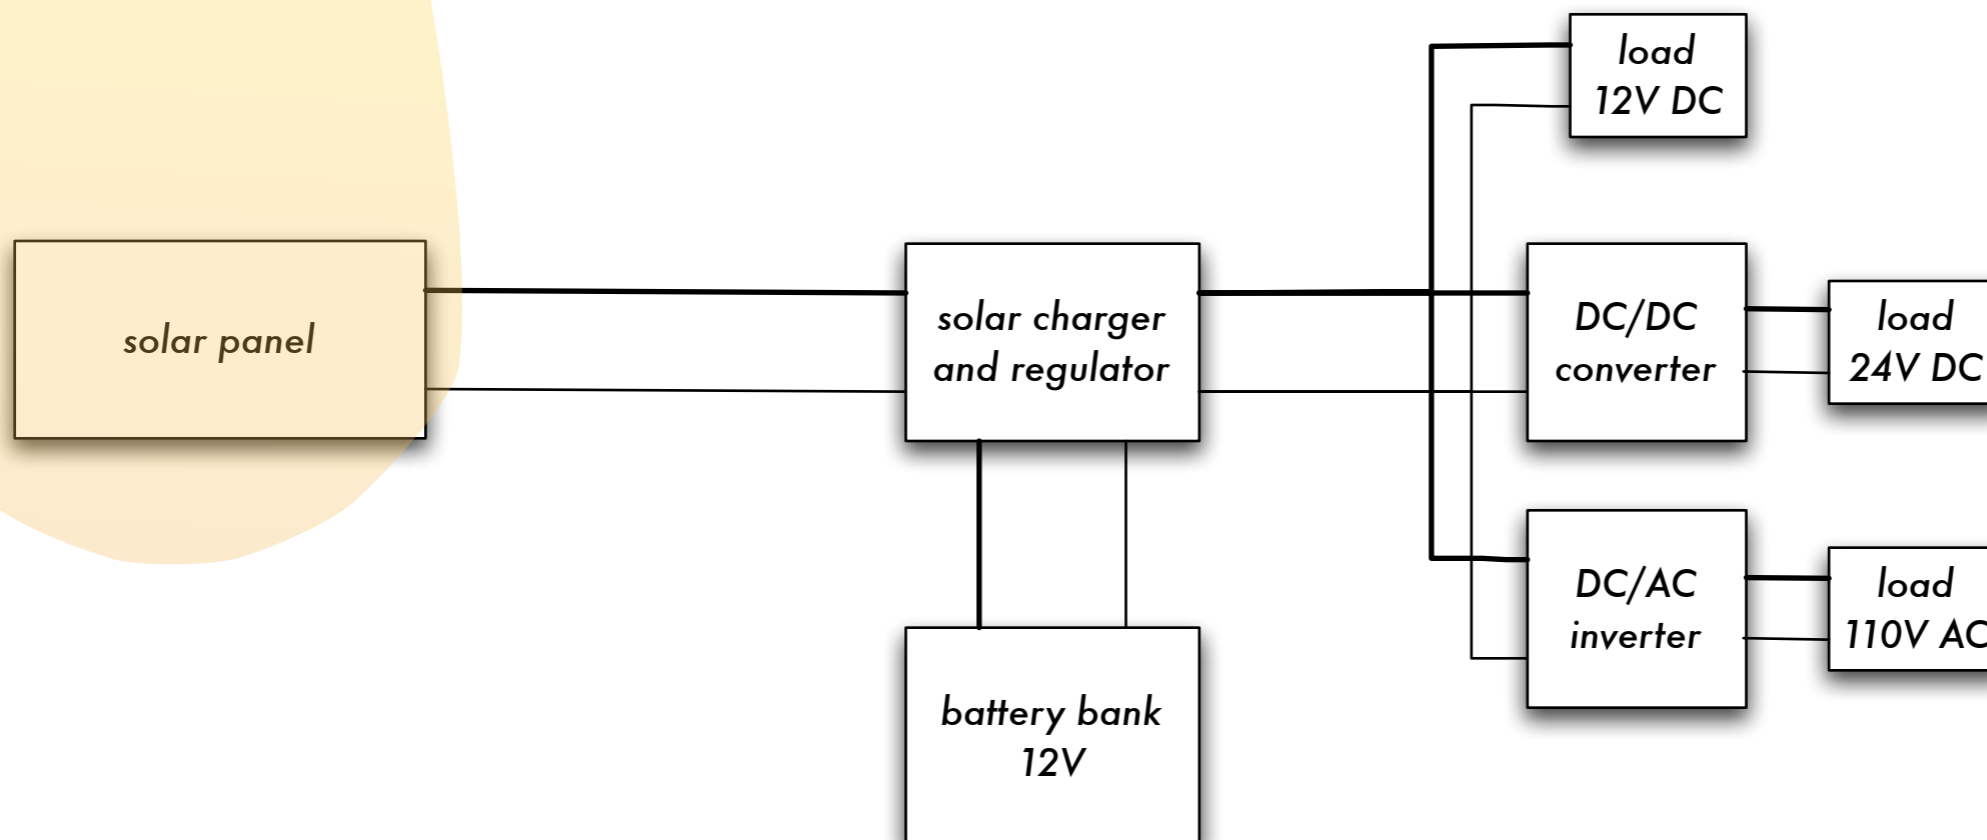 load
12V DC
solar panel
solar charger
and regulator
DC/DC
converter
load
24V DC
DC/AC
inverter
load
110V AC
battery bank
12V